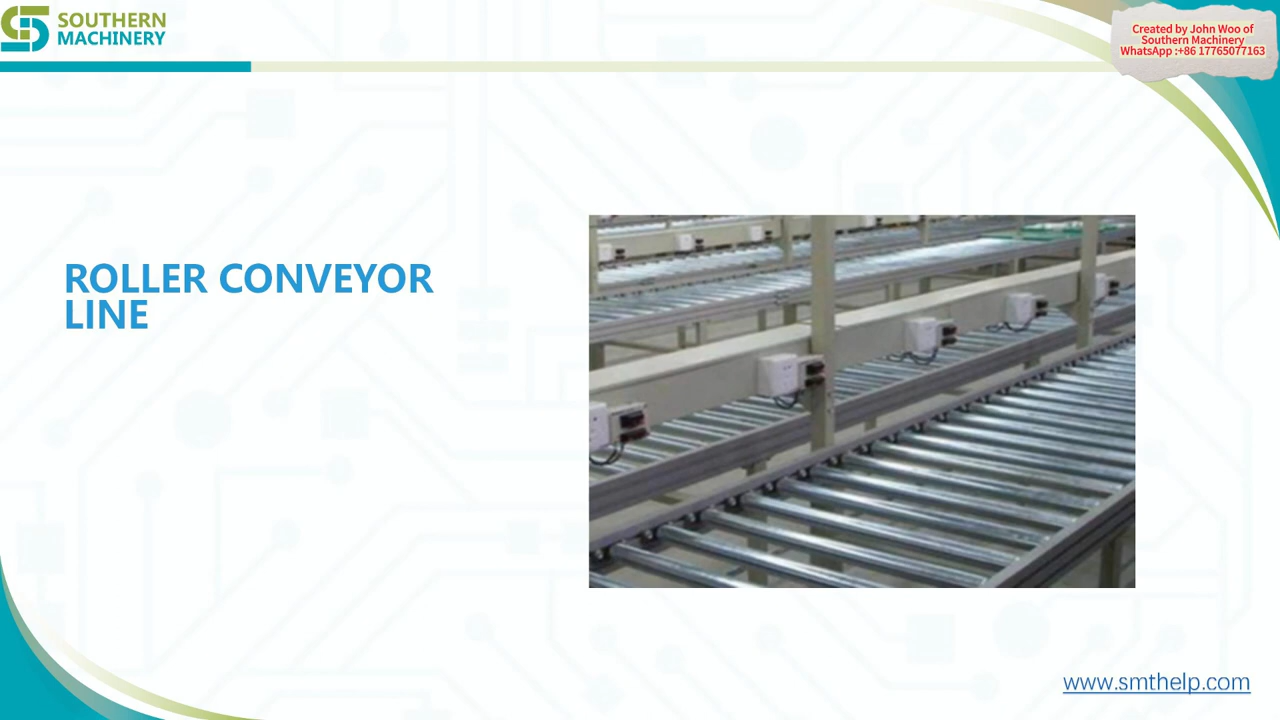 SOUTHERN
MACHINERY
Created by John Woo of
Southern Machinery
WhatsApp :+86 17765077163
ROLLER CONVEYOR
LINE
www.smthelp.com